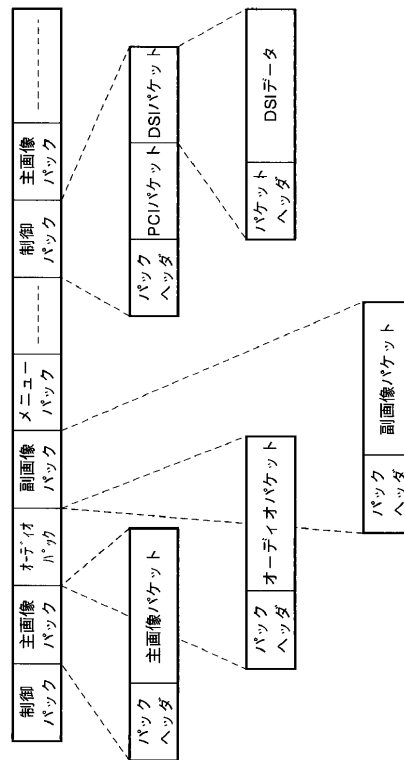 制御
パック
主画像
パック
オーディオ
パック
副画像
パック
メニュー
パック
制御
パック
主画像
パック
パック
ヘッダ
主画像パケット
パック
ヘッダ
PCIパケット
DSIパケット
パック
ヘッダ
オーディオパケット
パケット
ヘッダ
DSIデータ
パック
ヘッダ
副画像パケット